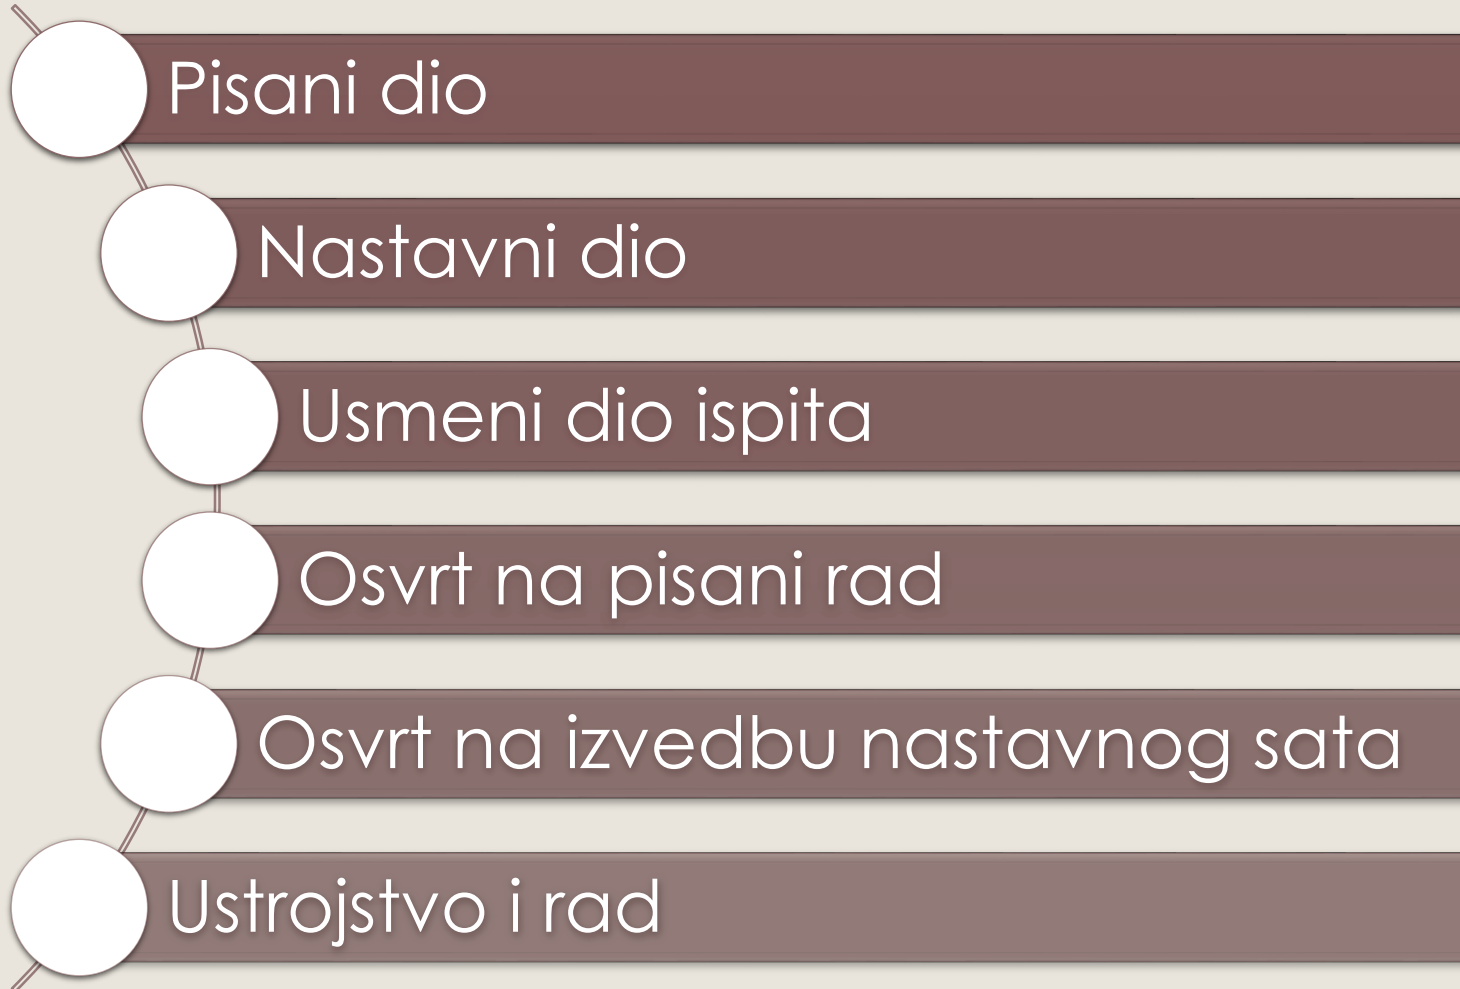 Pisani dio
Nastavni dio
Usmeni dio ispita
Osvrt na pisani rad
Osvrt na izvedbu nastavnog sata
Ustrojstvo i rad